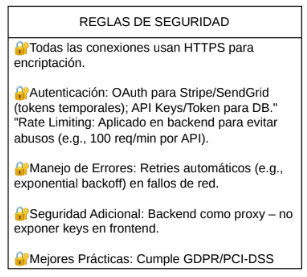 REGLAS DE SEGURIDAD
🔐Todas las conexiones usan HTTPS para
encriptación.
🔐Autenticación: OAuth para Stripe/SendGrid
(tokens temporales); API Keys/Token para DB."
"Rate Limiting: Aplicado en backend para evitar
abusos (e.g., 100 req/min por API).
🔐Manejo de Errores: Retries automáticos (e.g.,
exponential backoff) en fallos de red.
🔐Seguridad Adicional: Backend como proxy – no
exponer keys en frontend.
🔐Mejores Prácticas: Cumple GDPR/PCI-DSS